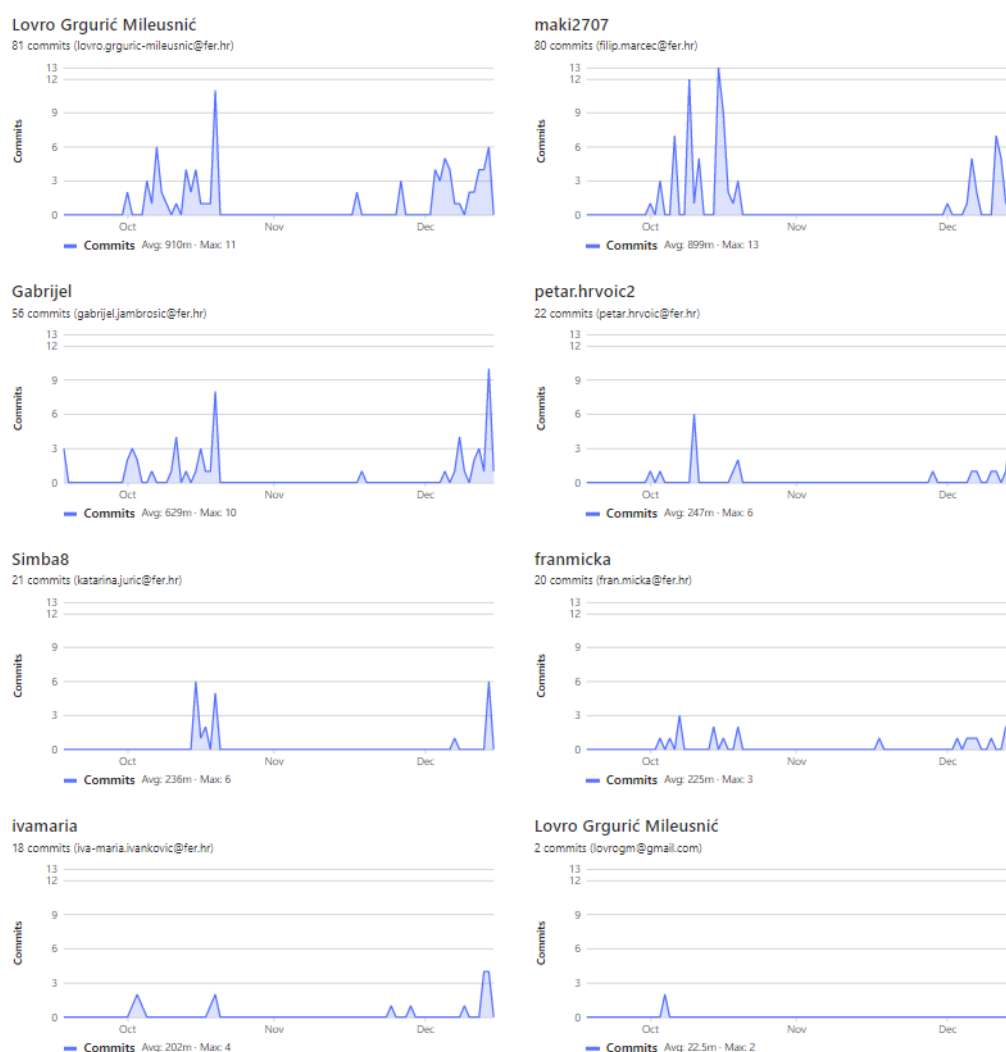 Lovro Grgurić Mileusnić
81 commits (lovro.grguric-mileusnic@fer.hr)
13
12
9
6
3
0
Commits
Oct
Nov
Dec
Commits Avg: 910m · Max: 11
maki2707
80 commits (filip.marcec@fer.hr)
13
12
9
6
3
0
Commits
Oct
Nov
Dec
Commits Avg: 899m · Max: 13
Gabrijel
56 commits (gabrijel.jambrosic@fer.hr)
13
12
9
6
3
0
Commits
Oct
Nov
Dec
Commits Avg: 629m · Max: 10
petar.hrvoic2
22 commits (petar.hrvoic@fer.hr)
13
12
9
6
3
0
Commits
Oct
Nov
Dec
Commits Avg: 247m · Max: 6
Simba8
21 commits (katarina.juric@fer.hr)
13
12
9
6
3
0
Commits
Oct
Nov
Dec
Commits Avg: 236m · Max: 6
franmicka
20 commits (fran.micka@fer.hr)
13
12
9
6
3
0
Commits
Oct
Nov
Dec
Commits Avg: 225m · Max: 3
ivamaria
18 commits (iva-maria.ivankovic@fer.hr)
13
12
9
6
3
0
Commits
Oct
Nov
Dec
Commits Avg: 202m · Max: 4
Lovro Grgurić Mileusnić
2 commits (lovrogm@gmail.com)
13
12
9
6
3
0
Commits
Oct
Nov
Dec
Commits Avg: 22.5m · Max: 2